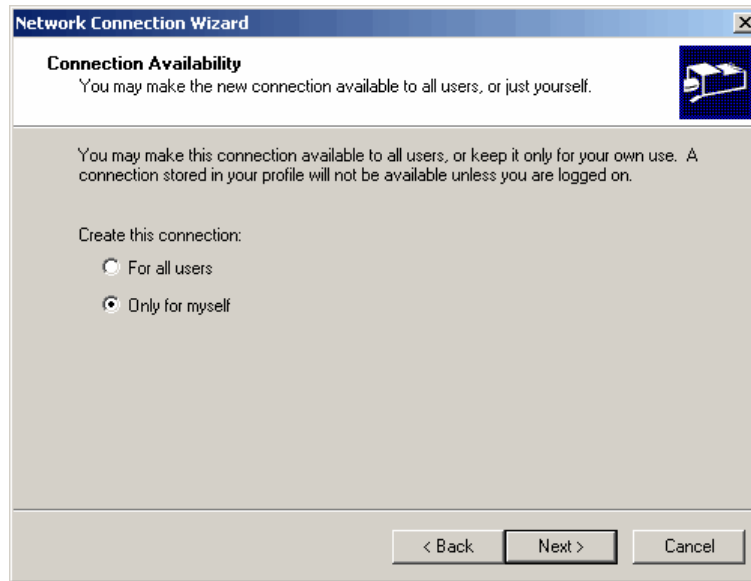 Network Connection Wizard
Connection Availability
You may make the new connection available to all users, or just yourself.
You may make this connection available to all users, or keep it only for your own use. A
connection stored in your profile will not be available unless you are logged on.
Create this connection:
For all users
Only for myself
< Back
Next >
Cancel